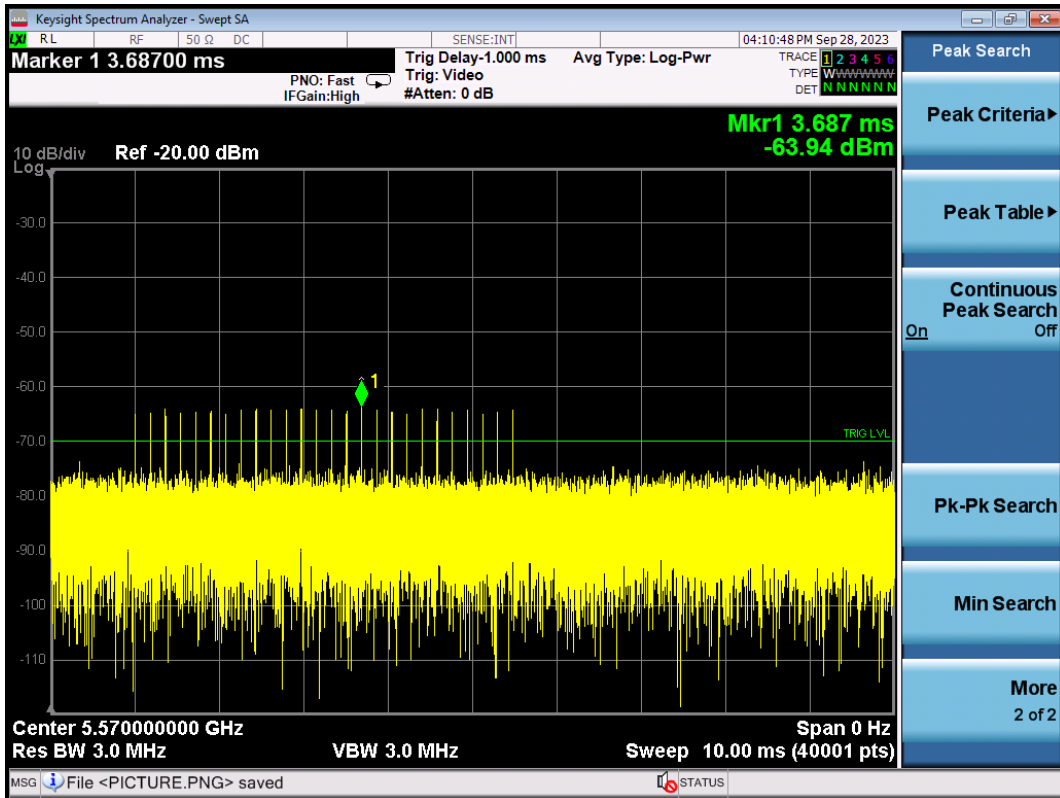 Keysight Spectrum Analyzer - Swept SA
LXI RL RF 50 Ω DC SENSE:INT 04:10:48 PM Sep 28, 2023
Marker 1 3.68700 ms
PNO: Fast
IFGain:High
Trig Delay-1.000 ms
Trig: Video
#Atten: 0 dB
Avg Type: Log-Pwr
TRACE 1 2 3 4 5 6
TYPE WWWWWW
DET N N N N N N
Mkr1 3.687 ms
-63.94 dBm
10 dB/div Ref -20.00 dBm
Log
-30.0
-40.0
-50.0
-60.0
1
-70.0
TRIG LVL
-80.0
-90.0
-100
-110
Center 5.570000000 GHz Span 0 Hz
Res BW 3.0 MHz VBW 3.0 MHz Sweep 10.00 ms (40001 pts)
MSG File <PICTURE.PNG> saved STATUS
Peak Search
Peak Criteria
Peak Table
Continuous
Peak Search
On Off
Pk-Pk Search
Min Search
More
2 of 2